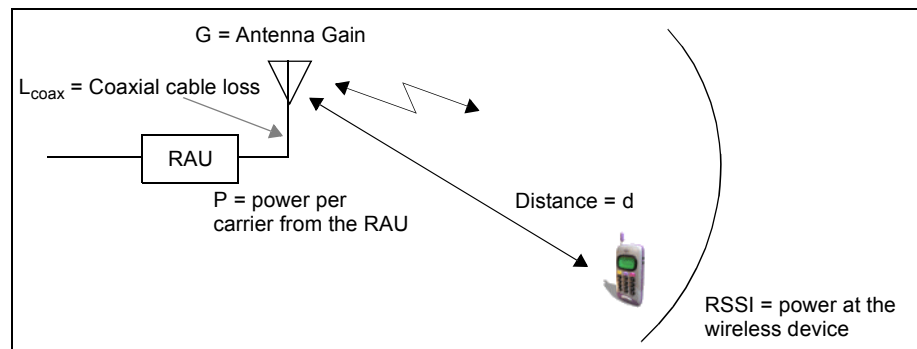 G = Antenna Gain
Lcoax = Coaxial cable loss
RAU
P = power per
carrier from the RAU
Distance = d
RSSI = power at the
wireless device